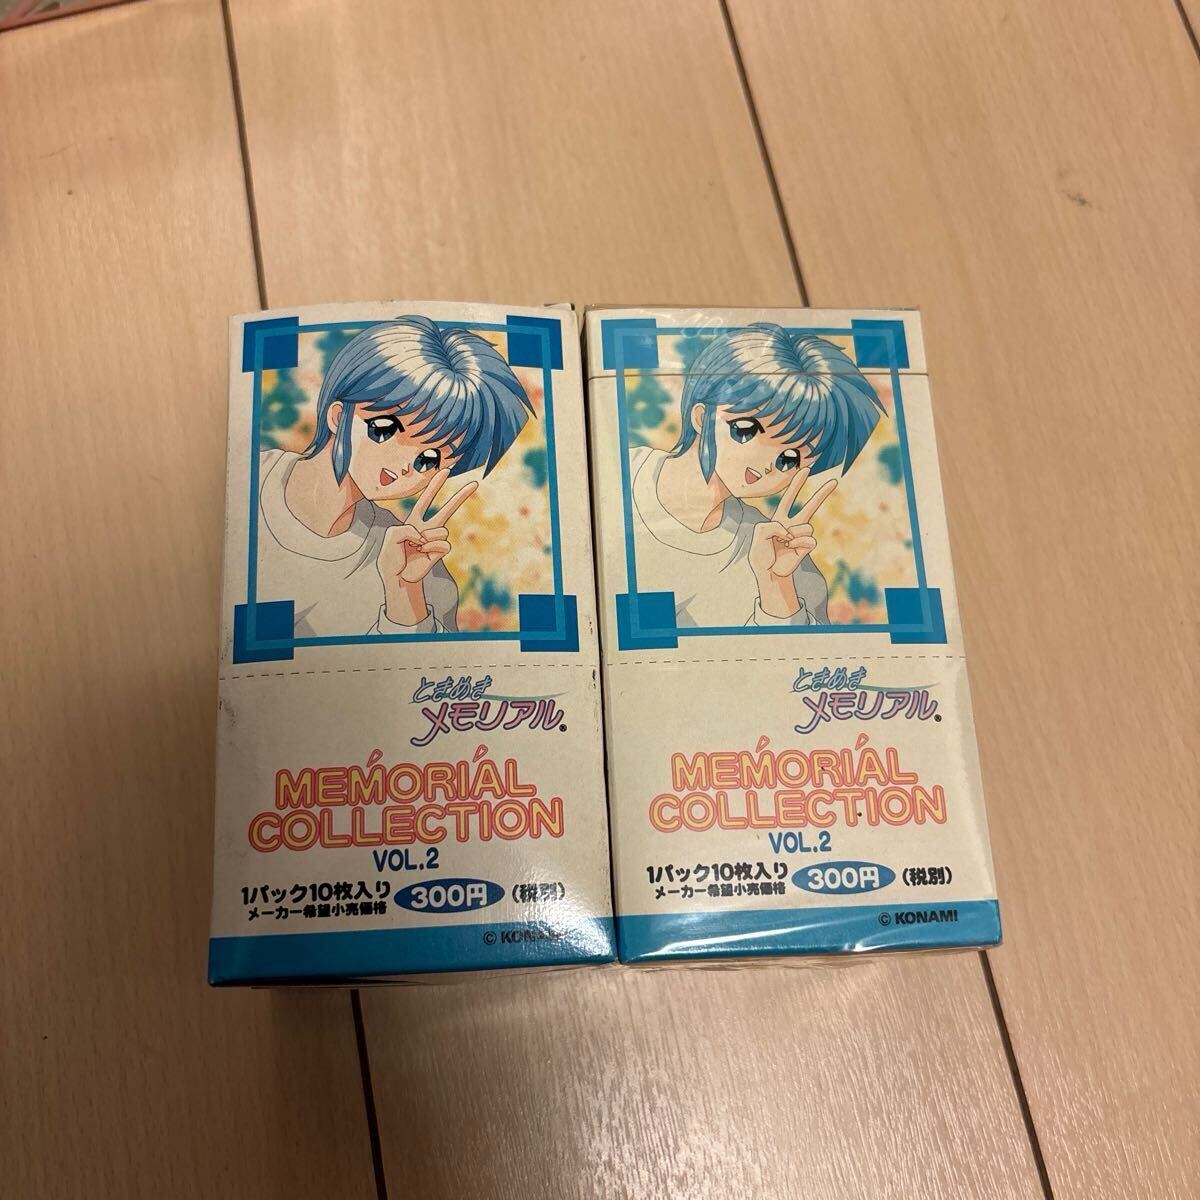 ときめき
メモリアル®
MEMORIAL
COLLECTION
VOL.2
1パック10枚入り
メーカー希望小売価格
300円
(税別)
© KONAMI
ときめき
メモリアル®
MEMORIAL
COLLECTION
VOL.2
1パック10枚入り
メーカー希望小売価格
300円
(税別)
© KONAMI